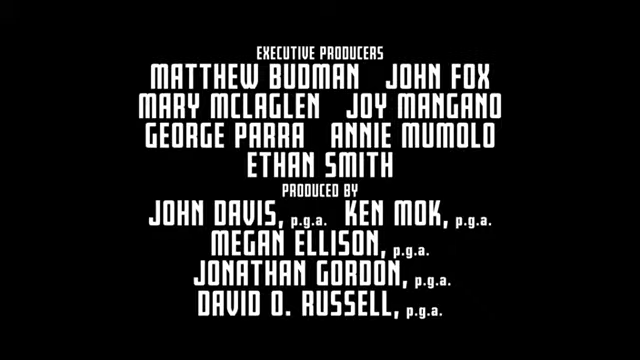 EXECUTIVE PRODUCERS
MATTHEW BUDMAN JOHN FOX
MARY MCLAGLEN JOY MANGANO
GEORGE PARRA ANNIE MUMOLO
ETHAN SMITH
PRODUCED BY
JOHN DAVIS, p.g.a. KEN MOK, p.g.a.
MEGAN ELLISON, p.g.a.
JONATHAN GORDON, p.g.a.
DAVID O. RUSSELL, p.g.a.